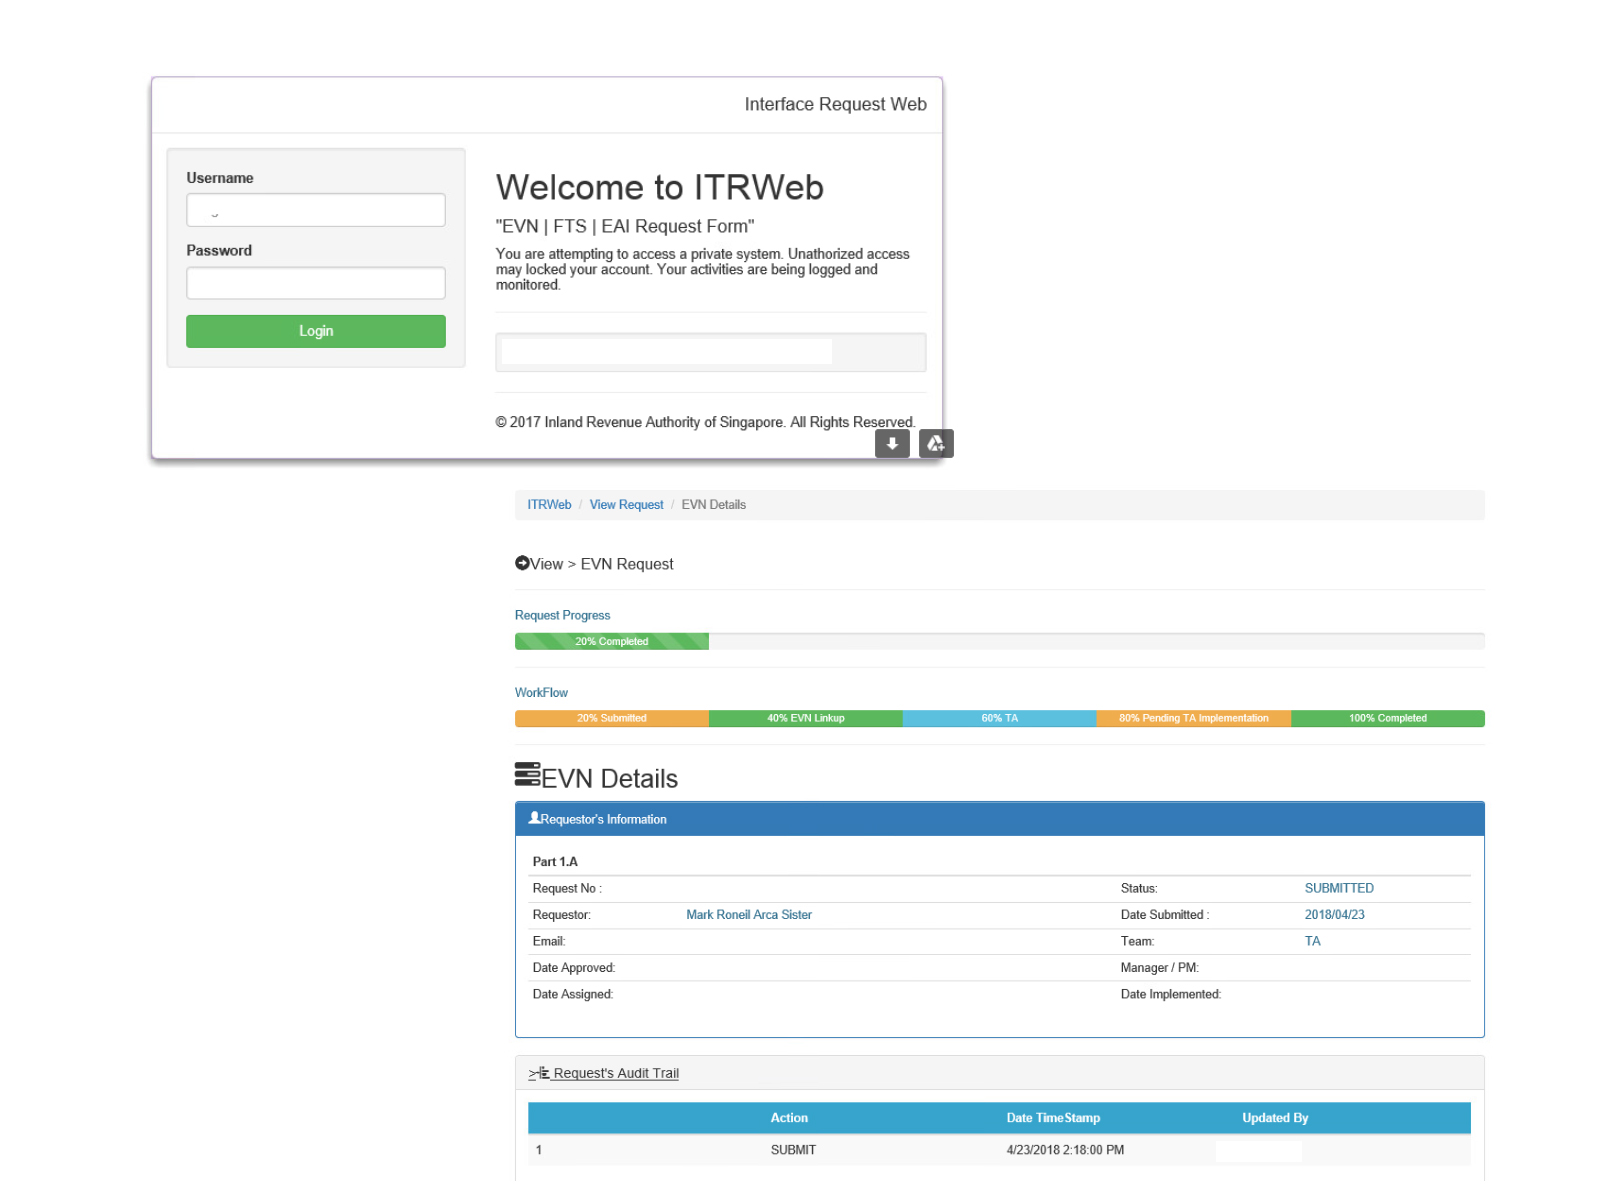 Interface Request Web
Username
Password
Login
Welcome to ITRWeb
"EVN | FTS | EAI Request Form"
You are attempting to access a private system. Unathorized access
may locked your account. Your activities are being logged and
monitored.
© 2017 Inland Revenue Authority of Singapore. All Rights Reserved.
ITRWeb / View Request / EVN Details
View > EVN Request
Request Progress
20% Completed
WorkFlow
20% Submitted 40% EVN Linkup 60% TA 80% Pending TA Implementation 100% Completed
EVN Details
Requestor's Information
Part 1.A
Request No : Status: SUBMITTED
Requestor: Mark Roneil Arca Sister Date Submitted : 2018/04/23
Email: Team: TA
Date Approved: Manager / PM:
Date Assigned: Date Implemented:
Request's Audit Trail
Action Date TimeStamp Updated By
1 SUBMIT 4/23/2018 2:18:00 PM